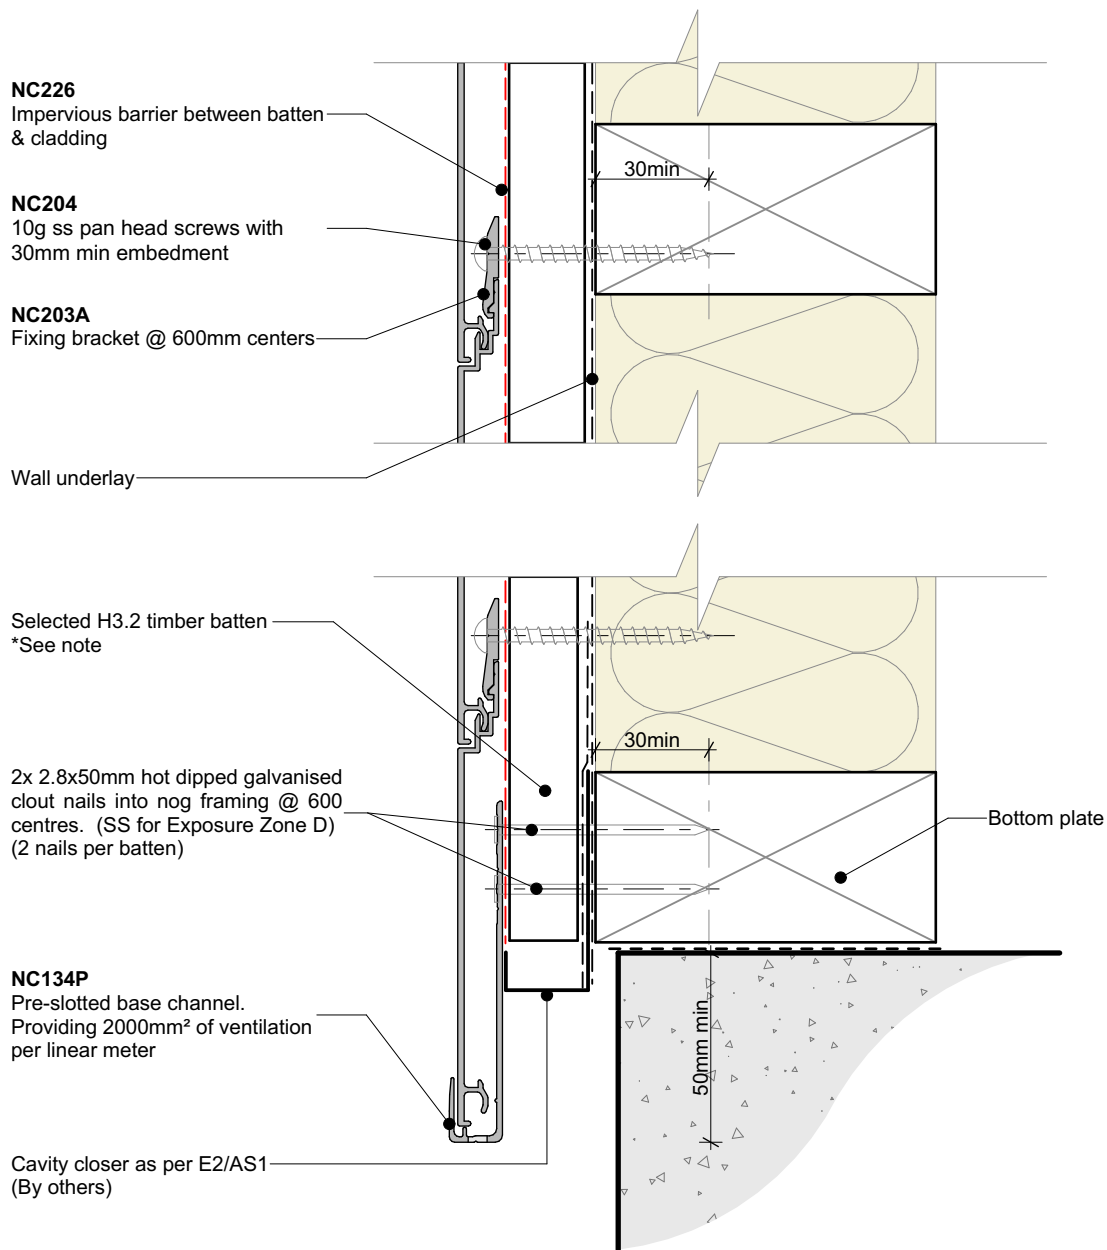 NC226
Impervious barrier between batten
& cladding
30min
NC204
10g ss pan head screws with
30mm min embedment
NC203A
Fixing bracket @ 600mm centers
Wall underlay
Selected H3.2 timber batten
*See note
30min
2x 2.8x50mm hot dipped galvanised
clout nails into nog framing @ 600
centres. (SS for Exposure Zone D)
(2 nails per batten)
Bottom plate
NC134P
Pre-slotted base channel.
Providing 2000mm² of ventilation
per linear meter
50mm min
Cavity closer as per E2/AS1
(By others)